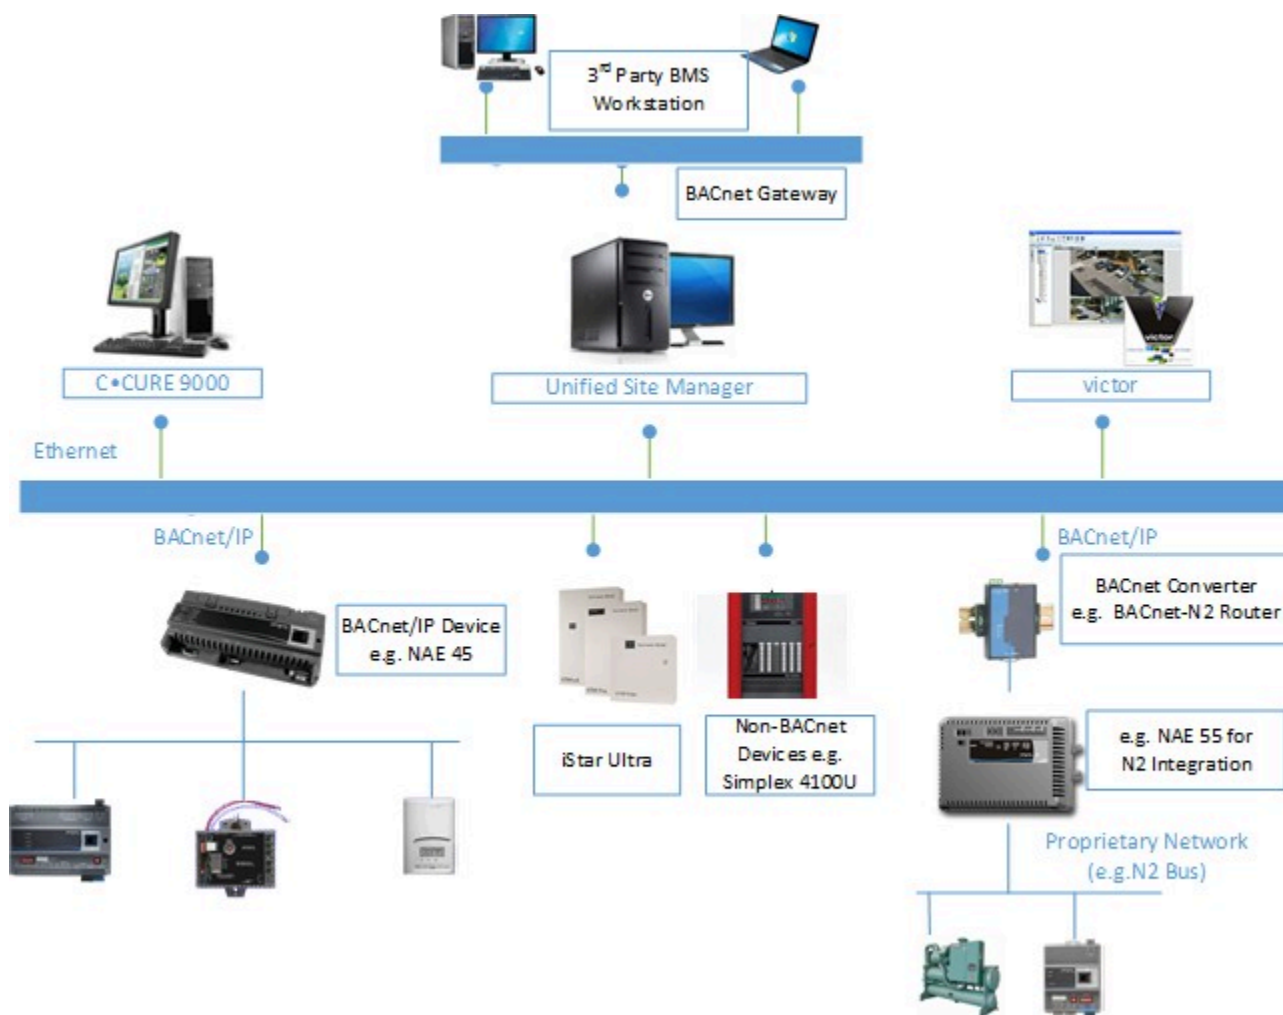 3rd Party BMS
Workstation
BACnet Gateway
victor
C•CURE 9000
Unified Site Manager
victor
Ethernet
BACnet/IP
BACnet/IP
BACnet/IP Device
e.g. NAE 45
BACnet Converter
e.g. BACnet-N2 Router
iStar Ultra
Non-BACnet
Devices e.g.
Simplex 4100U
e.g. NAE 55 for
N2 Integration
Proprietary Network
(e.g.N2 Bus)